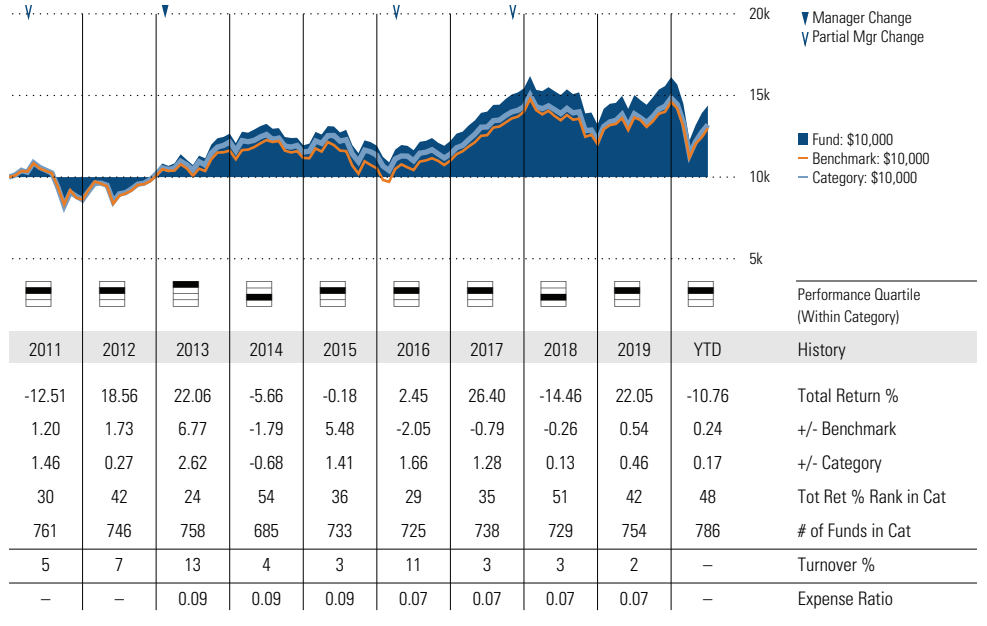 20k
Manager Change
Partial Mgr Change
15k
Fund: $10,000
Benchmark: $10,000
Category: $10,000
10k
5k
Performance Quartile
(Within Category)
2011 2012 2013 2014 2015 2016 2017 2018 2019 YTD History
-12.51 18.56 22.06 -5.66 -0.18 2.45 26.40 -14.46 22.05 -10.76 Total Return %
1.20 1.73 6.77 -1.79 5.48 -2.05 -0.79 -0.26 0.54 0.24 +/- Benchmark
1.46 0.27 2.62 -0.68 1.41 1.66 1.28 0.13 0.46 0.17 +/- Category
30 42 24 54 36 29 35 51 42 48 Tot Ret % Rank in Cat
761 746 758 685 733 725 738 729 754 786 # of Funds in Cat
5 7 13 4 3 11 3 3 2 – Turnover %
– – 0.09 0.09 0.09 0.07 0.07 0.07 0.07 – Expense Ratio